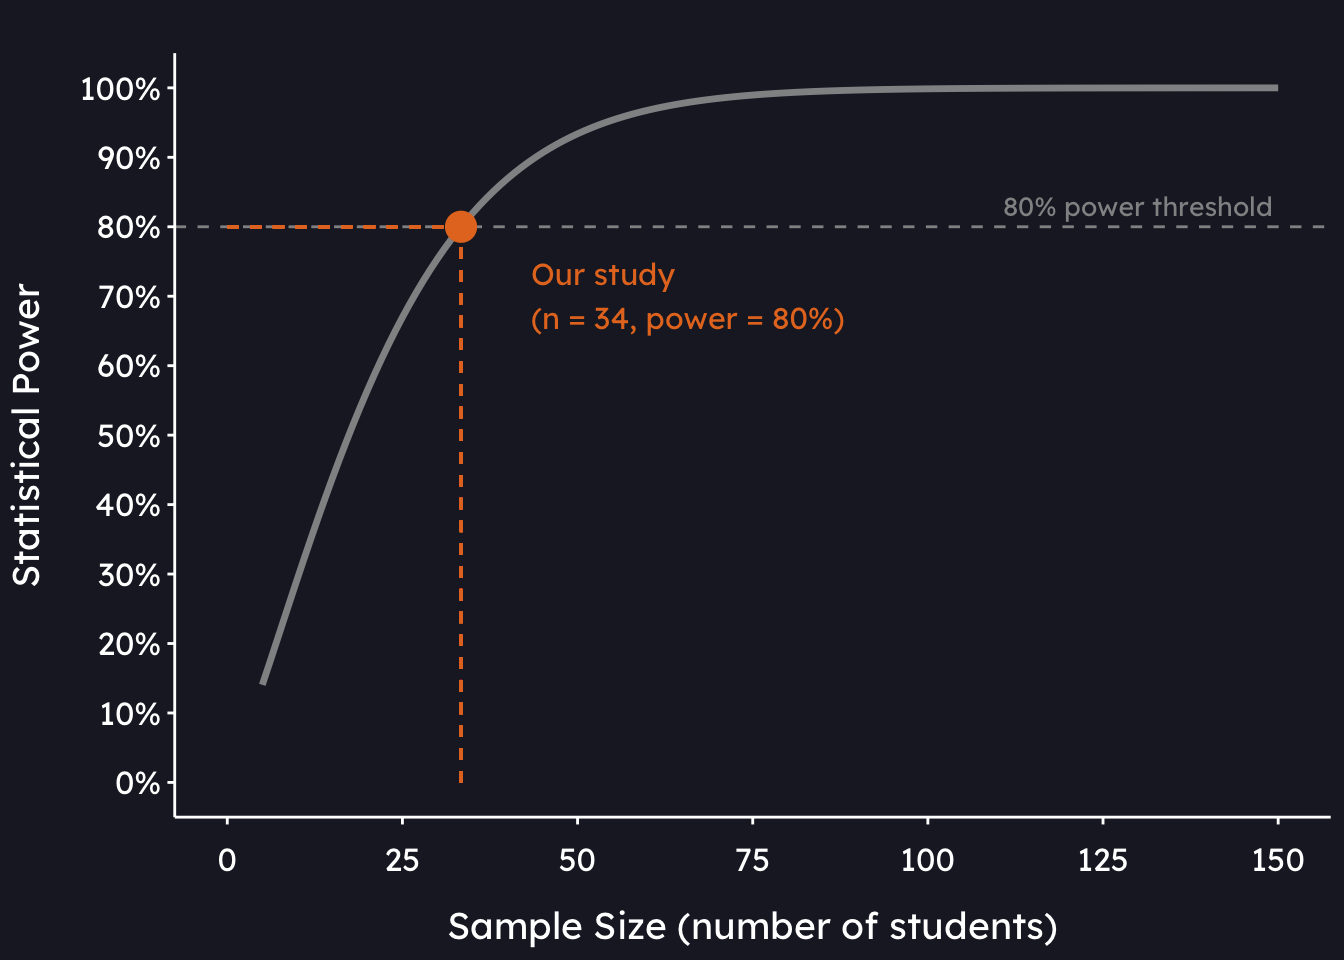 100%
90%
80%
70%
60%
50%
40%
30%
20%
10%
0%
Statistical Power
80% power threshold
Our study
(n = 34, power = 80%)
0 25 50 75 100 125 150
Sample Size (number of students)